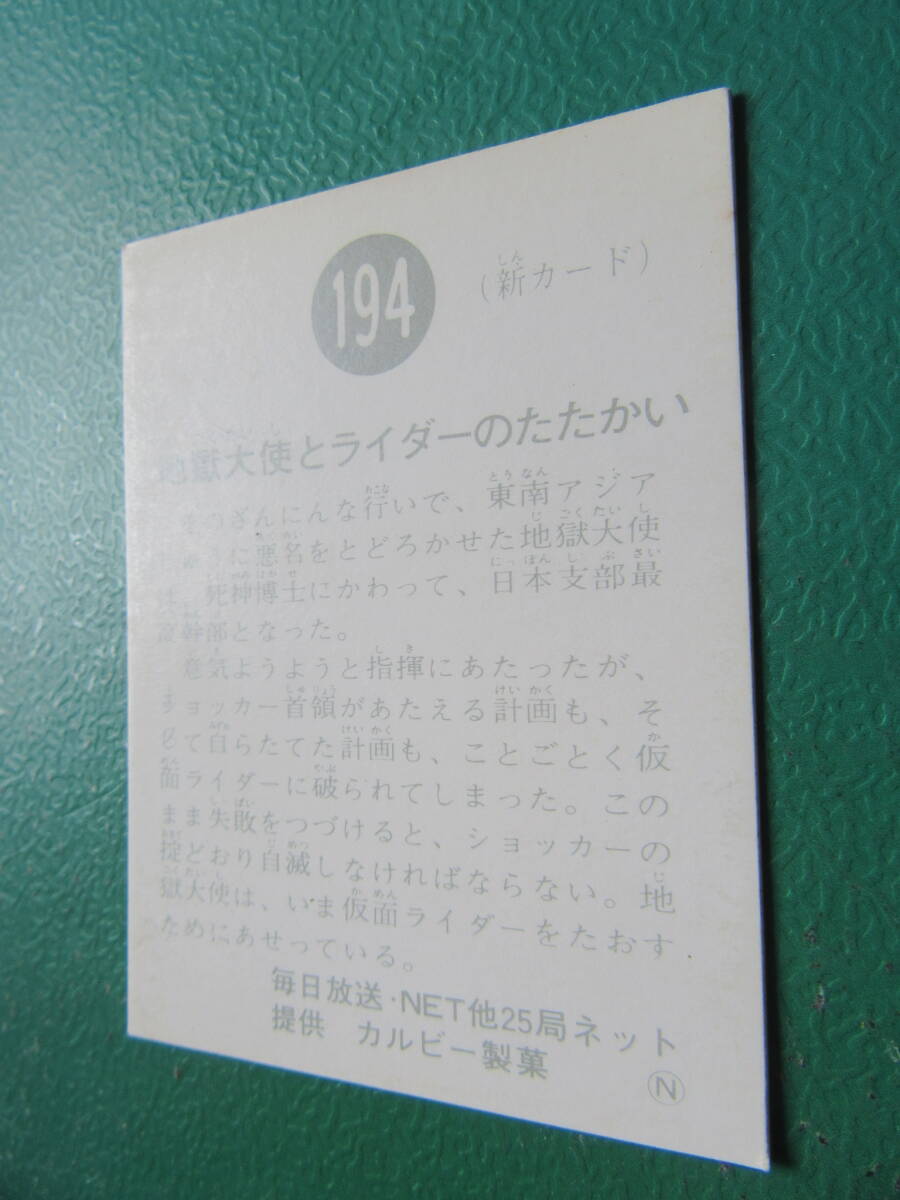 194
(新カード)
地獄大使とライダーのたたかい
そのざんにんな行いで、東南アジア
に悪名をとどろかせた地獄大使
は、死神博士にかわって、日本支部最
高幹部となった。
意気ようようと指揮にあたったが、
ショッカー首領があたえる計画も、そ
して自らたてた計画も、ことごとく仮
面ライダーに破られてしまった。この
まま失敗をつづけると、ショッカーの
掟どおり自滅しなければならない。地
獄大使は、いま仮面ライダーをたおす
ためにあせっている。
毎日放送・NET他25局ネット
提供 カルビー製菓
Ⓝ